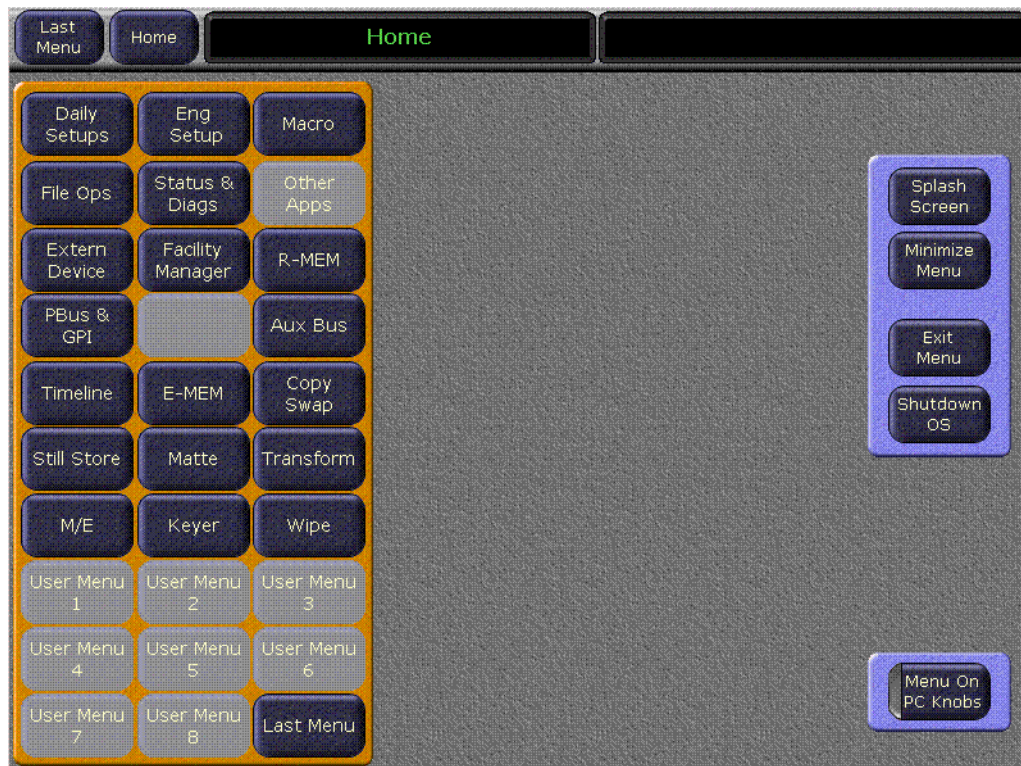 Last
Menu
Home
Home
Daily
Setups
Eng
Setup
Macro
File Ops
Status &
Diags
Other
Apps
Extern
Device
Facility
Manager
R-MEM
PBus &
GPI
Aux Bus
Timeline
E-MEM
Copy
Swap
Still Store
Matte
Transform
M/E
Keyer
Wipe
User Menu
1
User Menu
2
User Menu
3
User Menu
4
User Menu
5
User Menu
6
User Menu
7
User Menu
8
Last Menu
Splash
Screen
Minimize
Menu
Exit
Menu
Shutdown
OS
Menu On
PC Knobs